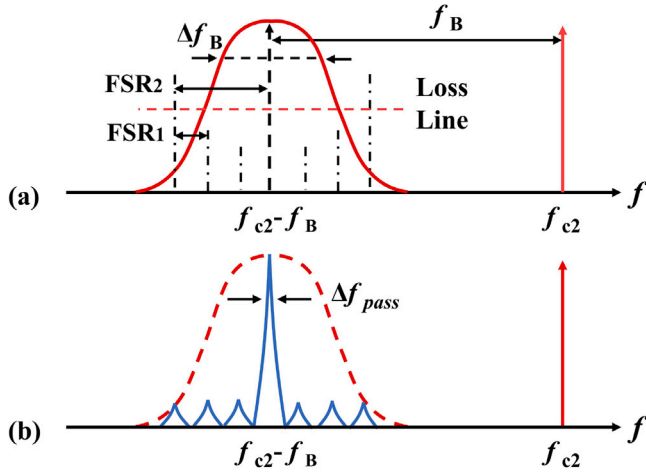 f_B
Δf_B
FSR2
Loss
FSR1
Line
(a)
f_c2-f_B
f_c2
f
Δf_pass
(b)
f_c2-f_B
f_c2
f